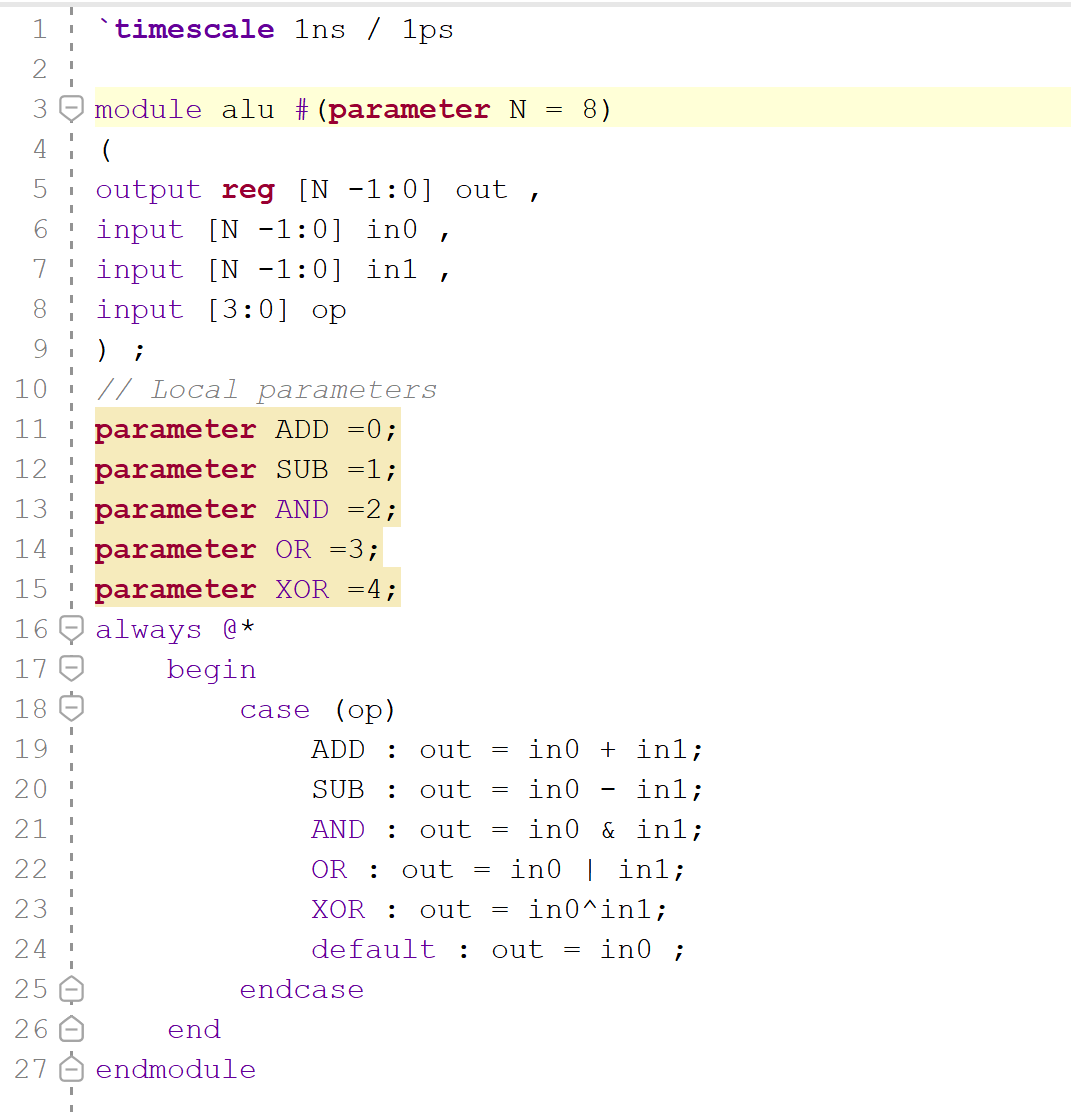 1 `timescale 1ns / 1ps
2
3 module alu #(parameter N = 8)
4 (
5 output reg [N -1:0] out ,
6 input [N -1:0] in0 ,
7 input [N -1:0] in1 ,
8 input [3:0] op
9 ) ;
10 // Local parameters
11 parameter ADD =0;
12 parameter SUB =1;
13 parameter AND =2;
14 parameter OR =3;
15 parameter XOR =4;
16 always @*
17 begin
18 case (op)
19 ADD : out = in0 + in1;
20 SUB : out = in0 - in1;
21 AND : out = in0 & in1;
22 OR : out = in0 | in1;
23 XOR : out = in0^in1;
24 default : out = in0 ;
25 endcase
26 end
27 endmodule